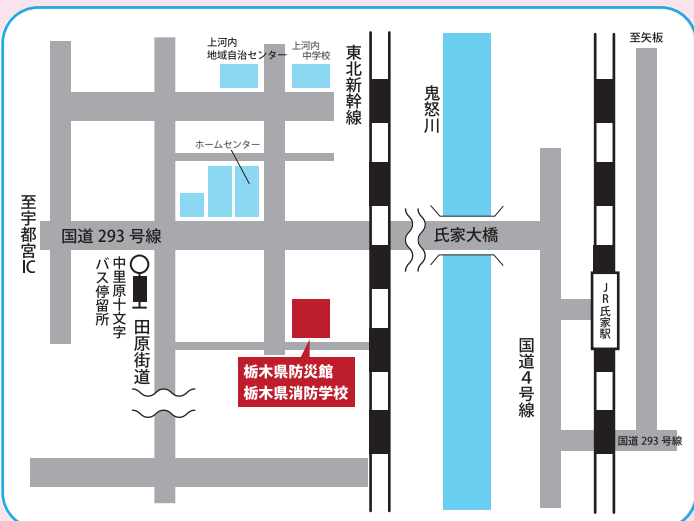 上河内
地域自治センター
上河内
中学校
東北新幹線
鬼怒川
至矢板
ホームセンター
至宇都宮IC
国道 293 号線
氏家大橋
中里原十文字
バス停留所
田原街道
栃木県防災館
栃木県消防学校
JR氏家駅
国道4号線
国道 293 号線